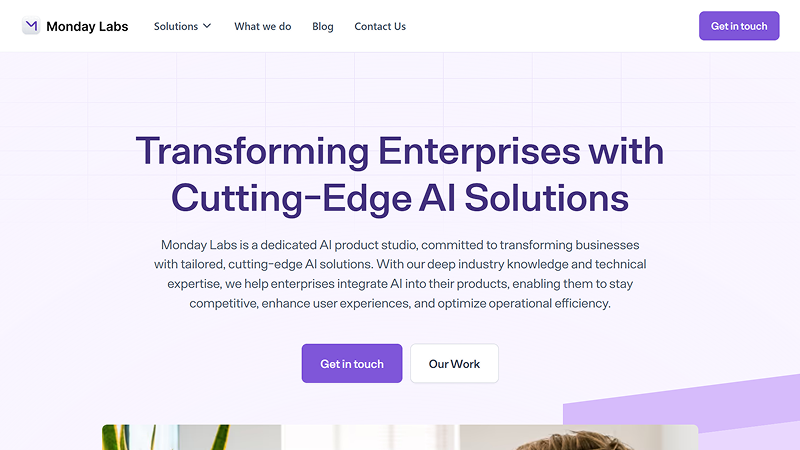 Monday Labs
Solutions
What we do
Blog
Contact Us
Get in touch
Transforming Enterprises with
Cutting-Edge AI Solutions
Monday Labs is a dedicated AI product studio, committed to transforming businesses
with tailored, cutting-edge AI solutions. With our deep industry knowledge and technical
expertise, we help enterprises integrate AI into their products, enabling them to stay
competitive, enhance user experiences, and optimize operational efficiency.
Get in touch
Our Work